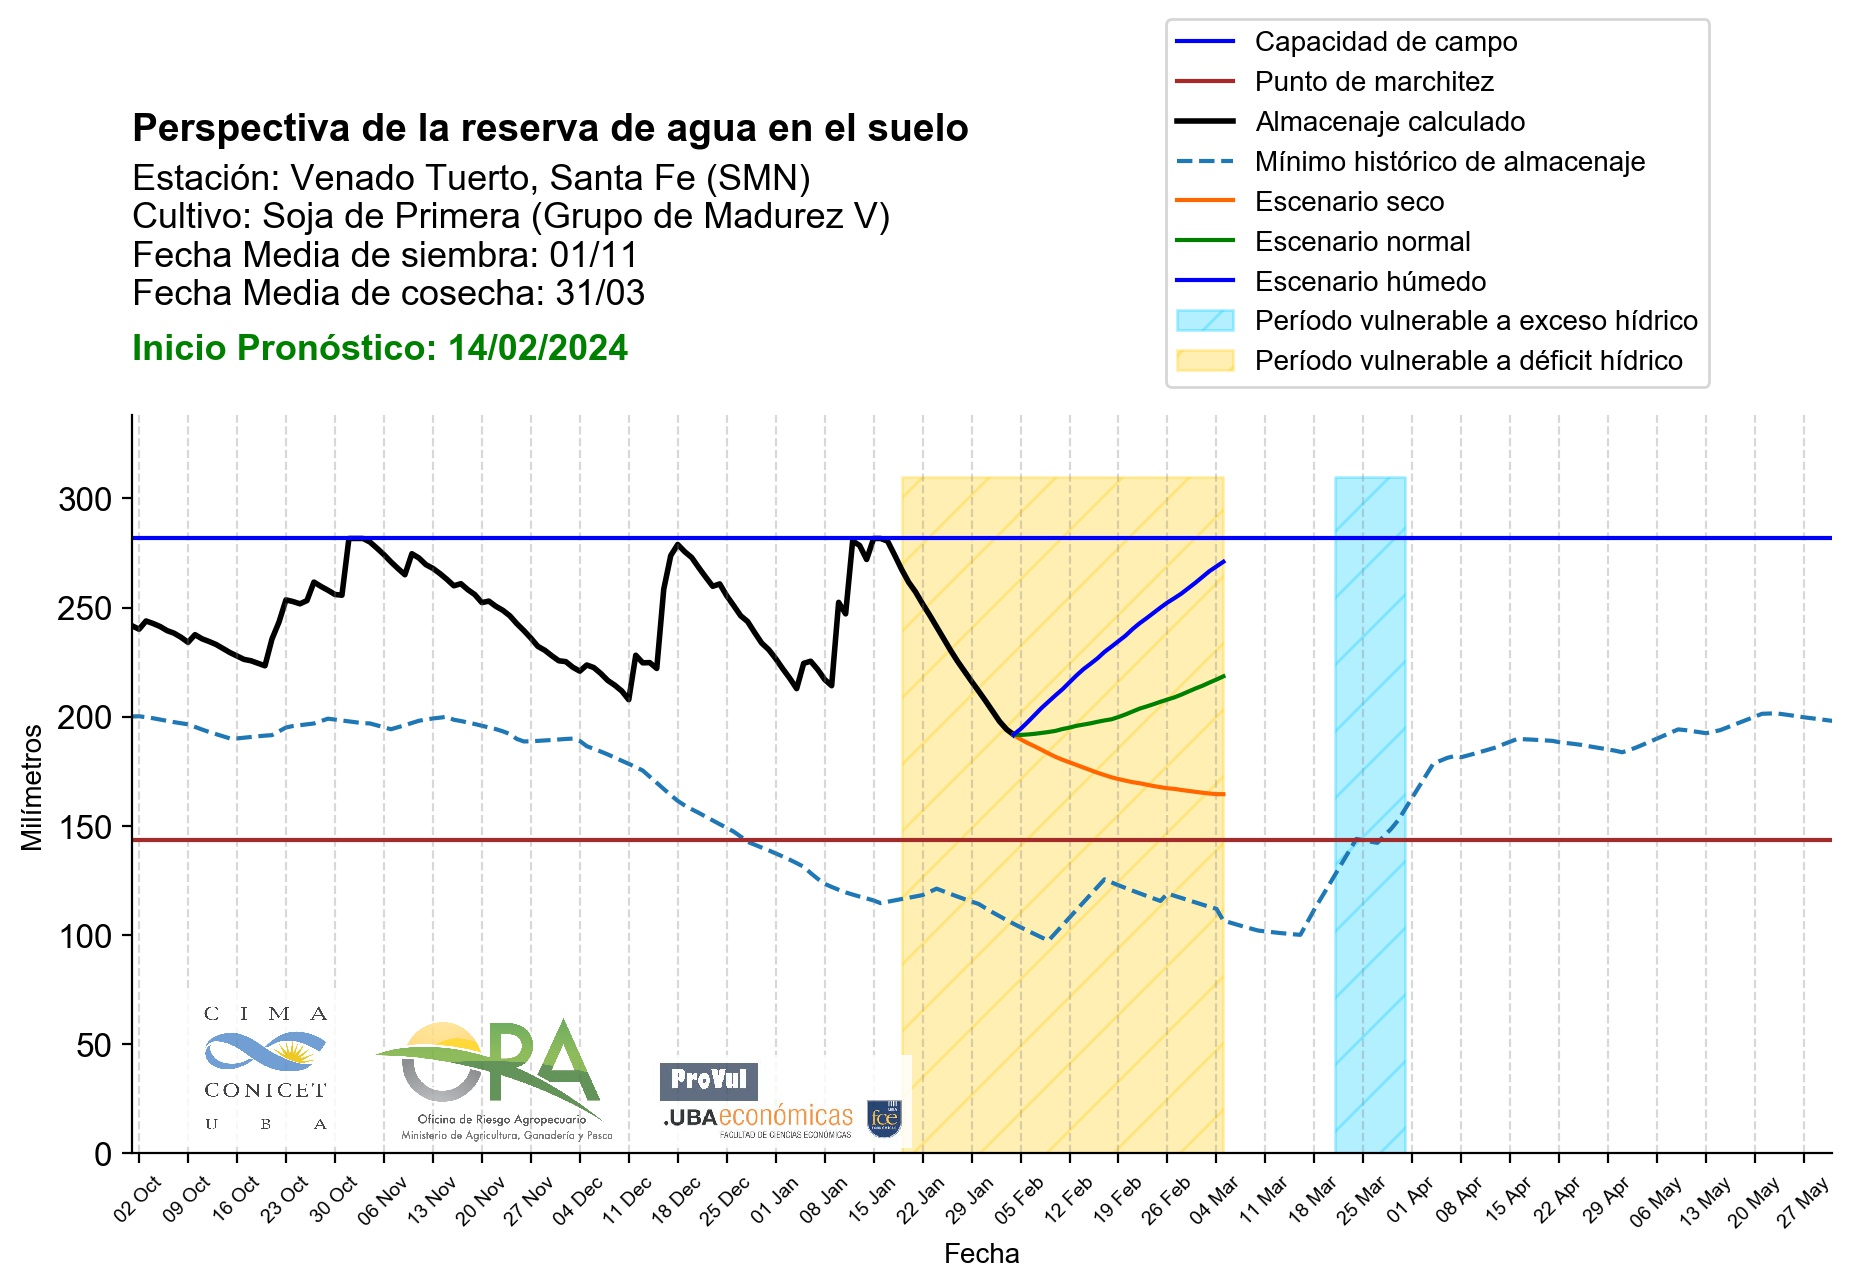 Capacidad de campo
Punto de marchitez
Almacenaje calculado
Mínimo histórico de almacenaje
Escenario seco
Escenario normal
Escenario húmedo
Período vulnerable a exceso hídrico
Período vulnerable a déficit hídrico
Perspectiva de la reserva de agua en el suelo
Estación: Venado Tuerto, Santa Fe (SMN)
Cultivo: Soja de Primera (Grupo de Madurez V)
Fecha Media de siembra: 01/11
Fecha Media de cosecha: 31/03
Inicio Pronóstico: 14/02/2024
Milímetros
300
250
200
150
100
50
0
C I M A
CONICET
U B A
ORA
Oficina de Riesgo Agropecuario
Ministerio de Agricultura, Ganadería y Pesca
ProVul
.UBAeconómicas
FACULTAD DE CIENCIAS ECONÓMICAS
UBA
fce
ECONÓMICAS
02 Oct
09 Oct
16 Oct
23 Oct
30 Oct
06 Nov
13 Nov
20 Nov
27 Nov
04 Dec
11 Dec
18 Dec
25 Dec
01 Jan
08 Jan
15 Jan
22 Jan
29 Jan
05 Feb
12 Feb
19 Feb
26 Feb
04 Mar
11 Mar
18 Mar
25 Mar
01 Apr
08 Apr
15 Apr
22 Apr
29 Apr
06 May
13 May
20 May
27 May
Fecha